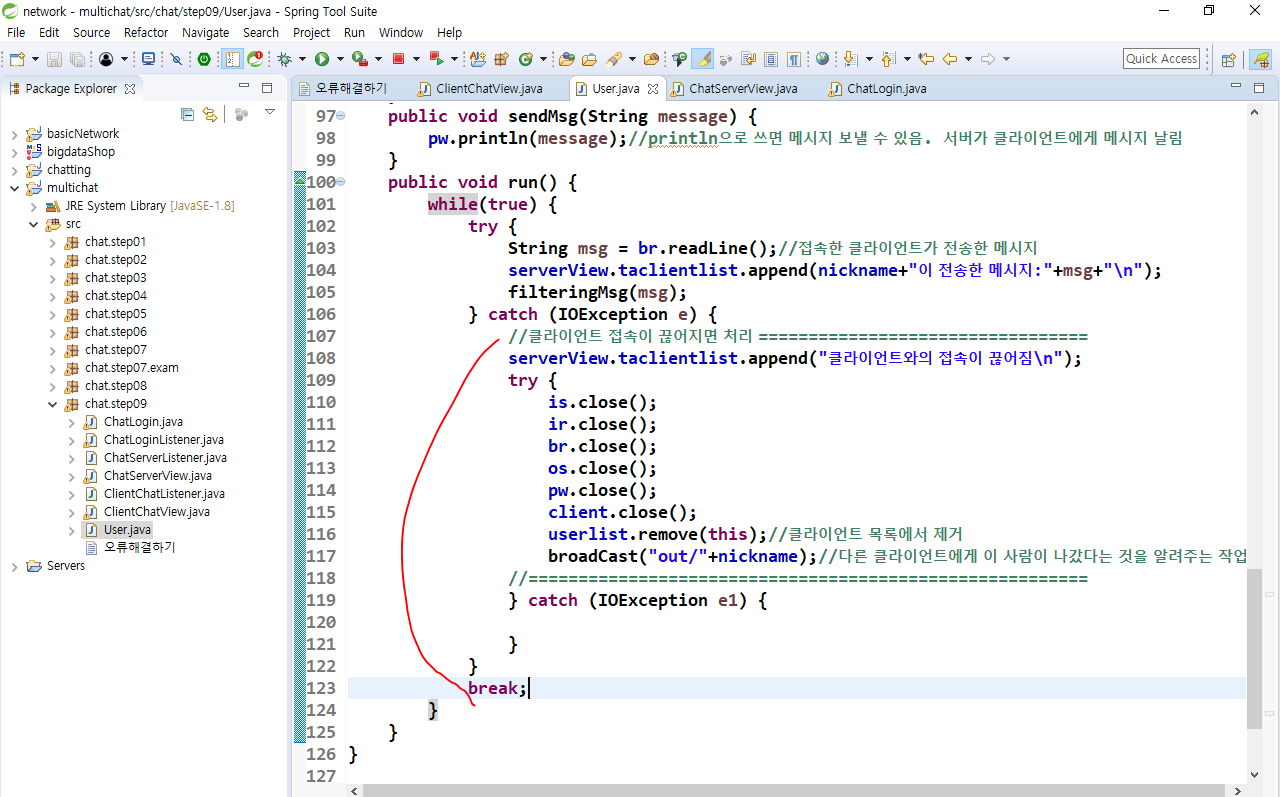 network - multichat/src/chat/step09/User.java - Spring Tool Suite
File Edit Source Refactor Navigate Search Project Run Window Help
Quick Access
Package Explorer
오류해결하기 ClientChatView.java User.java ChatServerView.java ChatLogin.java
basicNetwork
bigdataShop
chatting
multichat
JRE System Library [JavaSE-1.8]
src
chat.step01
chat.step02
chat.step03
chat.step04
chat.step05
chat.step06
chat.step07
chat.step07.exam
chat.step08
chat.step09
ChatLogin.java
ChatLoginListener.java
ChatServerListener.java
ChatServerView.java
ClientChatListener.java
ClientChatView.java
User.java
오류해결하기
Servers
97 public void sendMsg(String message) {
98 pw.println(message);//println으로 쓰면 메시지 보낼 수 있음. 서버가 클라이언트에게 메시지 날림
99 }
100 public void run() {
101 while(true) {
102 try {
103 String msg = br.readLine();//접속한 클라이언트가 전송한 메시지
104 serverView.taclientlist.append(nickname+"이 전송한 메시지:"+msg+"\n");
105 filteringMsg(msg);
106 } catch (IOException e) {
107 //클라이언트 접속이 끊어지면 처리 =================================
108 serverView.taclientlist.append("클라이언트와의 접속이 끊어짐\n");
109 try {
110 is.close();
111 ir.close();
112 br.close();
113 os.close();
114 pw.close();
115 client.close();
116 userlist.remove(this);//클라이언트 목록에서 제거
117 broadCast("out/"+nickname);//다른 클라이언트에게 이 사람이 나갔다는 것을 알려주는 작업
118 //========================================================
119 } catch (IOException e1) {
120
121 }
122 }
123 break;
124 }
125 }
126 }
127